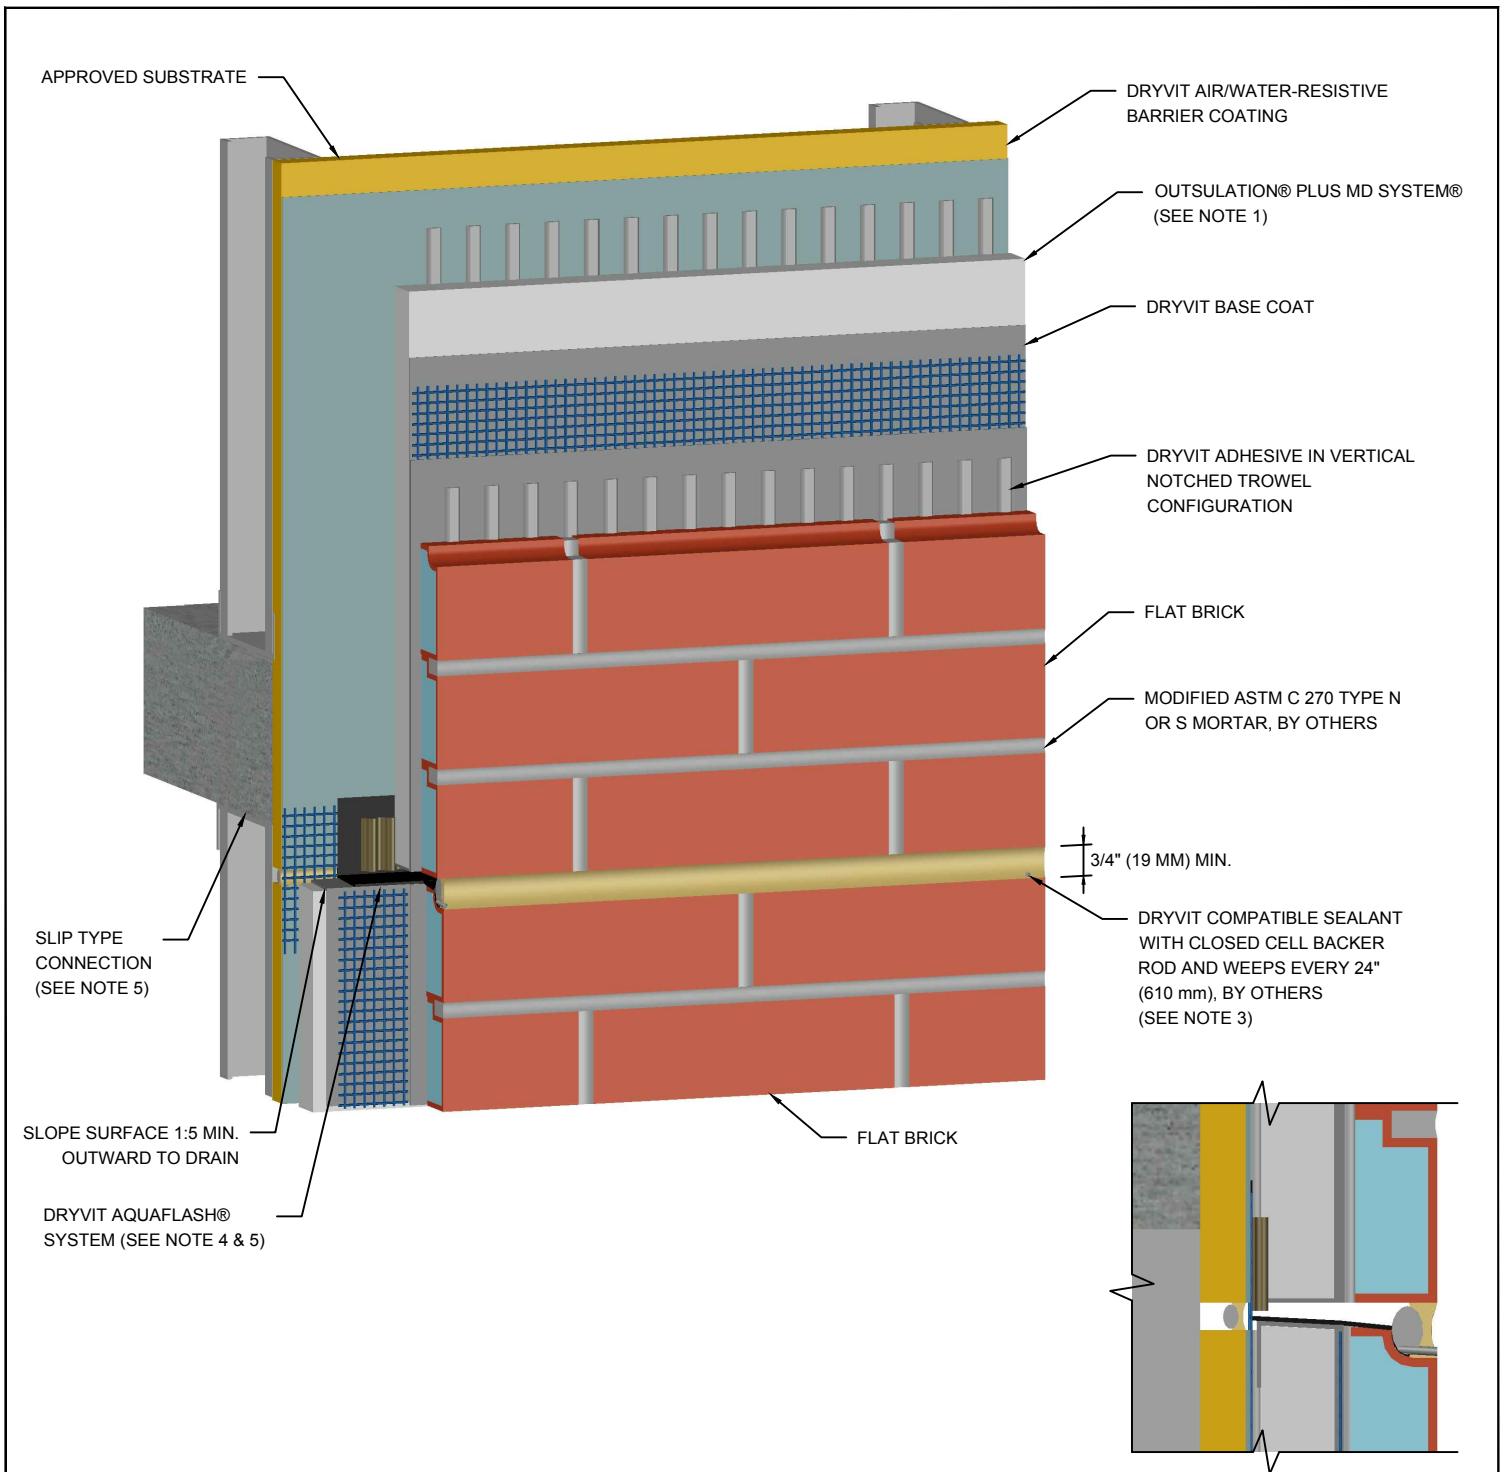 APPROVED SUBSTRATE
DRYVIT AIR/WATER-RESISTIVE
BARRIER COATING
OUTSULATION® PLUS MD SYSTEM®
(SEE NOTE 1)
DRYVIT BASE COAT
DRYVIT ADHESIVE IN VERTICAL
NOTCHED TROWEL
CONFIGURATION
FLAT BRICK
MODIFIED ASTM C 270 TYPE N
OR S MORTAR, BY OTHERS
3/4" (19 MM) MIN.
DRYVIT COMPATIBLE SEALANT
WITH CLOSED CELL BACKER
ROD AND WEEPS EVERY 24"
(610 mm), BY OTHERS
(SEE NOTE 3)
SLIP TYPE
CONNECTION
(SEE NOTE 5)
SLOPE SURFACE 1:5 MIN.
OUTWARD TO DRAIN
FLAT BRICK
DRYVIT AQUAFLASH®
SYSTEM (SEE NOTE 4 & 5)